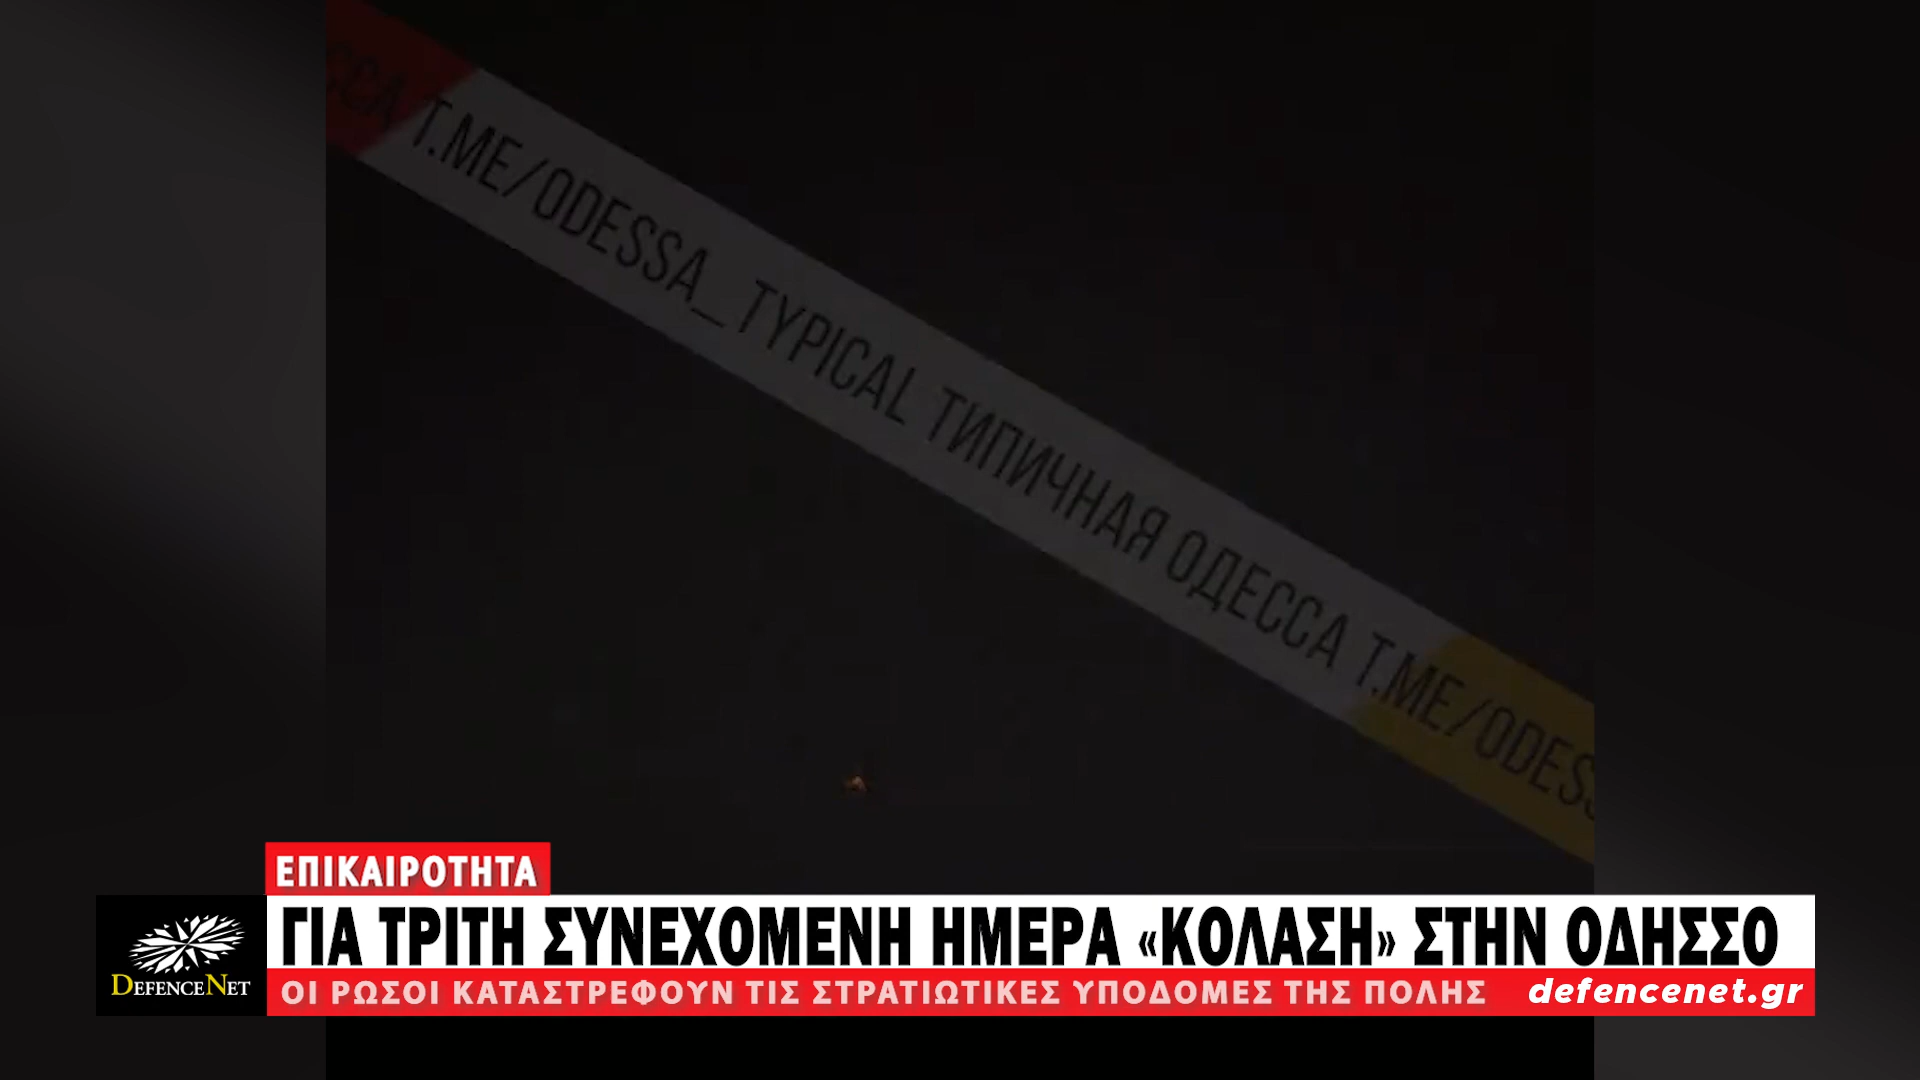 ССА T.ME/ODESSA_TYPICAL ТИПИЧНАЯ ОДЕССА T.ME/ODESS
ΕΠΙΚΑΙΡΟΤΗΤΑ
ΓΙΑ ΤΡΙΤΗ ΣΥΝΕΧΟΜΕΝΗ ΗΜΕΡΑ «ΚΟΛΑΣΗ» ΣΤΗΝ ΟΔΗΣΣΟ
DEFENCENET
ΟΙ ΡΩΣΟΙ ΚΑΤΑΣΤΡΕΦΟΥΝ ΤΙΣ ΣΤΡΑΤΙΩΤΙΚΕΣ ΥΠΟΔΟΜΕΣ ΤΗΣ ΠΟΛΗΣ defencenet.gr